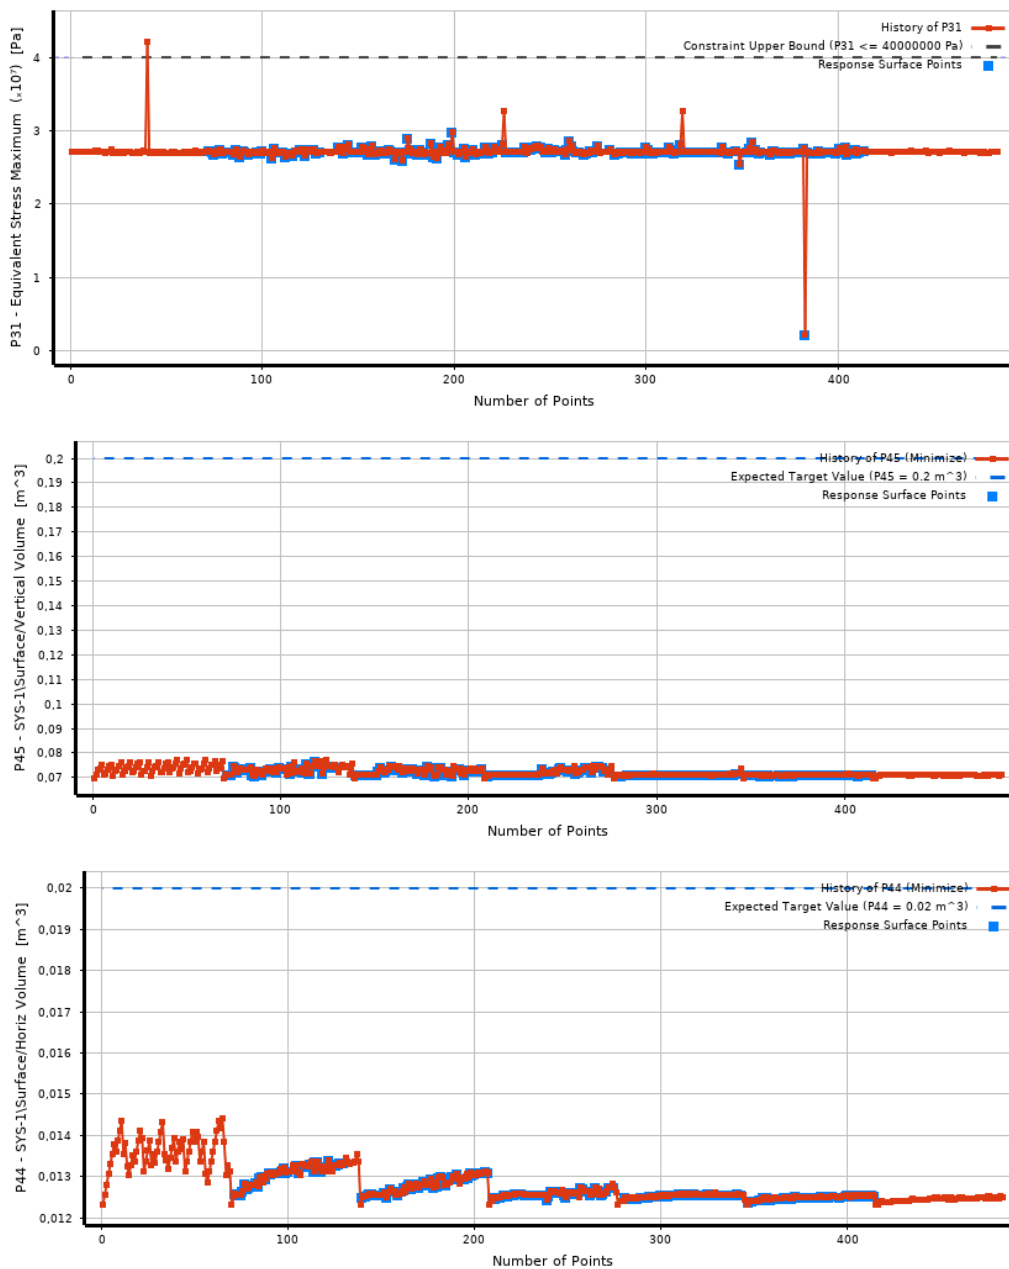 P31 - Equivalent Stress Maximum (ₓ10⁷) [Pa]
History of P31
Constraint Upper Bound (P31 <= 40000000 Pa)
Response Surface Points
4
3
2
1
0
0 100 200 300 400
Number of Points
P45 - SYS-1\Surface/Vertical Volume [m^3]
History of P45 (Minimize)
Expected Target Value (P45 = 0.2 m^3)
Response Surface Points
0,2
0,19
0,18
0,17
0,16
0,15
0,14
0,13
0,12
0,11
0,1
0,09
0,08
0,07
0 100 200 300 400
Number of Points
P44 - SYS-1\Surface/Horiz Volume [m^3]
History of P44 (Minimize)
Expected Target Value (P44 = 0.02 m^3)
Response Surface Points
0,02
0,019
0,018
0,017
0,016
0,015
0,014
0,013
0,012
0 100 200 300 400
Number of Points